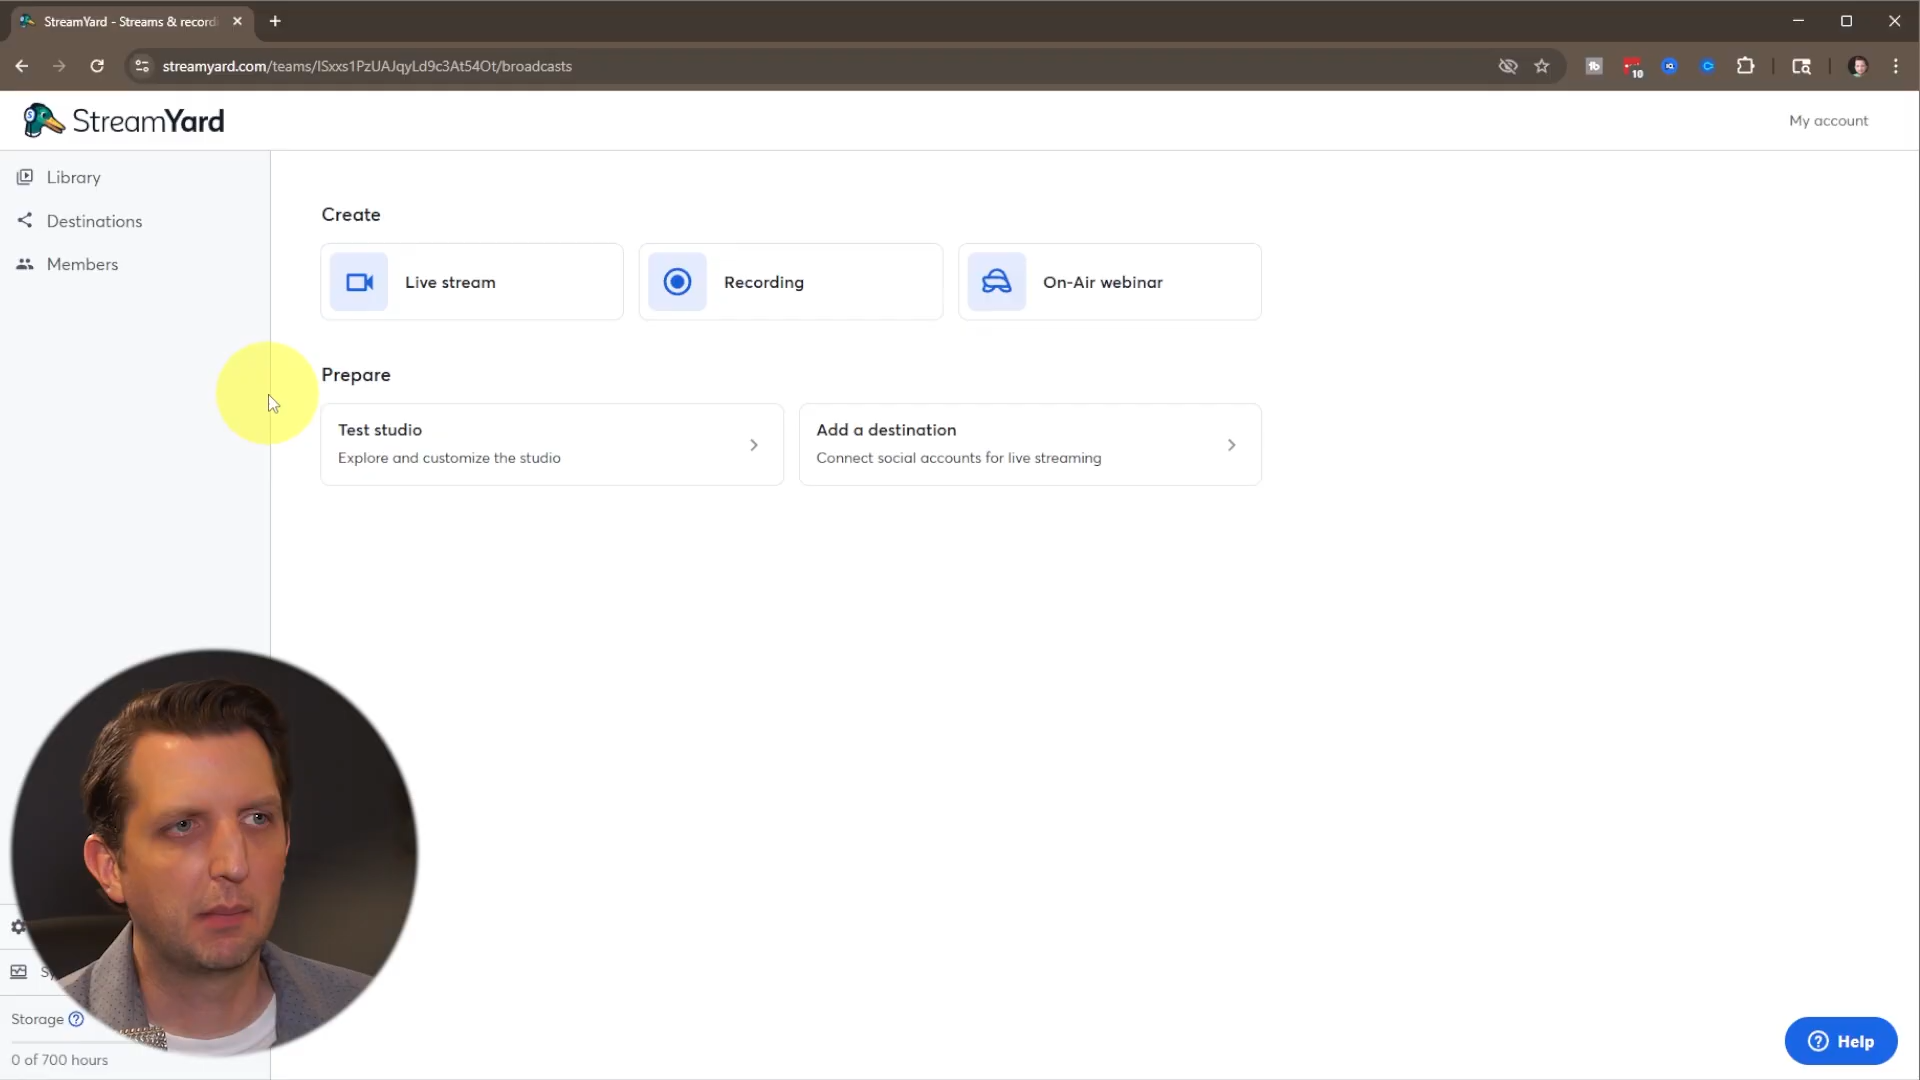 StreamYard - Streams & record
streamyard.com/teams/ISxxs1PzUAJqyLd9c3At54Ot/broadcasts
10
StreamYard
My account
Library
Destinations
Members
Create
Live stream
Recording
On-Air webinar
Prepare
Test studio
Explore and customize the studio
Add a destination
Connect social accounts for live streaming
Storage
0 of 700 hours
Help